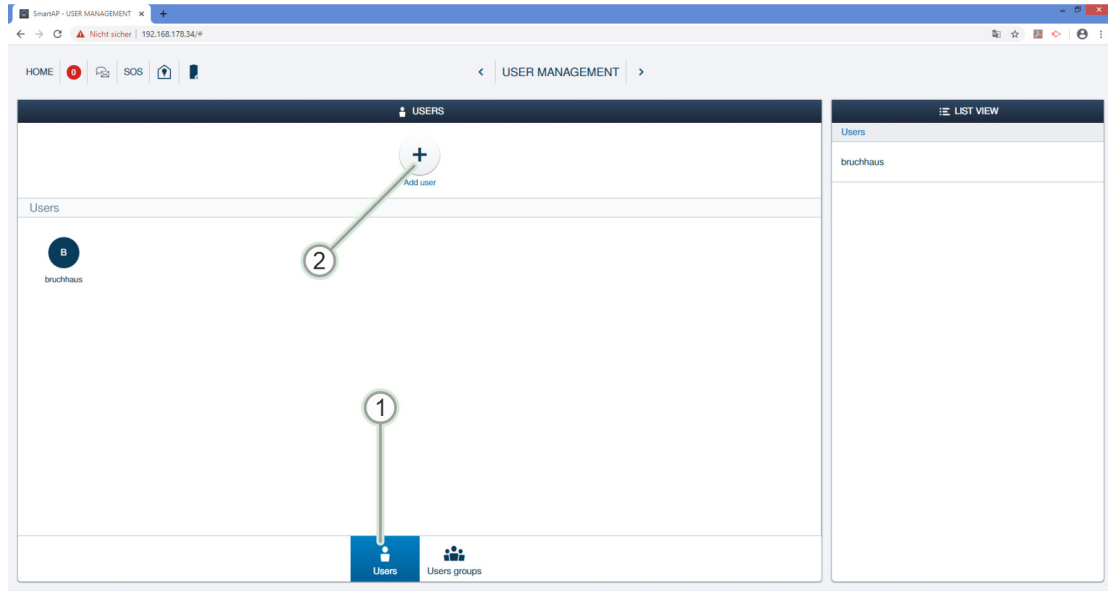 SmartAP - USER MANAGEMENT
Nicht sicher | 192.168.178.34/#
HOME 0 SOS USER MANAGEMENT
USERS
LIST VIEW
Users
+
Add user
bruchhaus
Users
B
bruchhaus
2
1
Users
Users groups